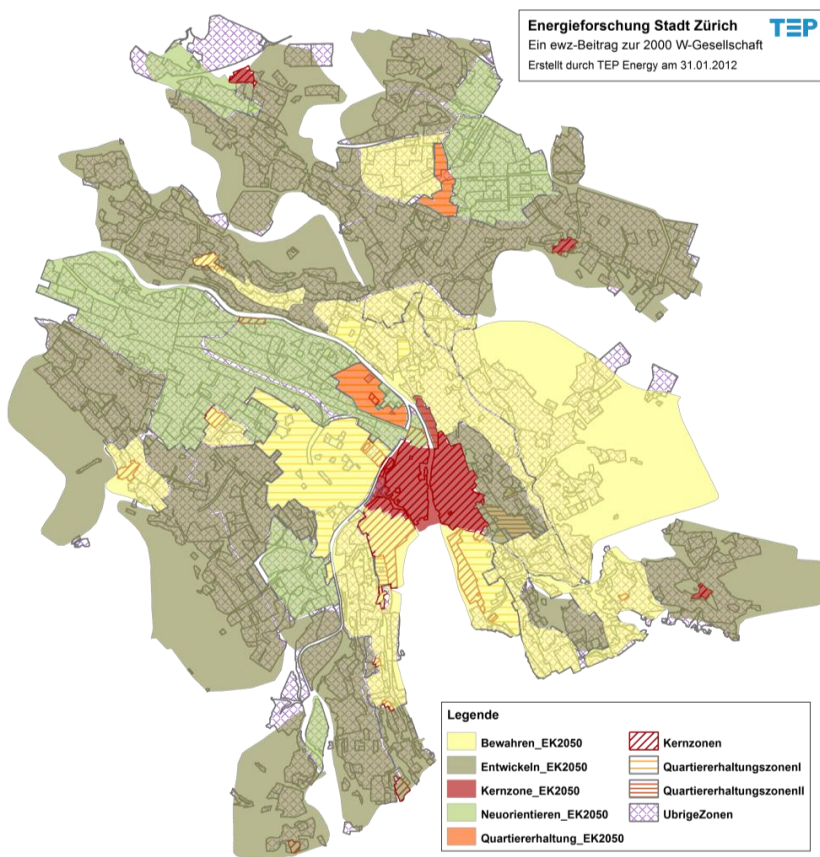 Energieforschung Stadt Zürich
TEP
Ein ewz-Beitrag zur 2000 W-Gesellschaft
Erstellt durch TEP Energy am 31.01.2012
Legende
Bewahren_EK2050
Entwickeln_EK2050
Kernzone_EK2050
Neuorientieren_EK2050
Quartiererhaltung_EK2050
Kernzonen
QuartiererhaltungszonenI
QuartiererhaltungszonenII
UbrigeZonen